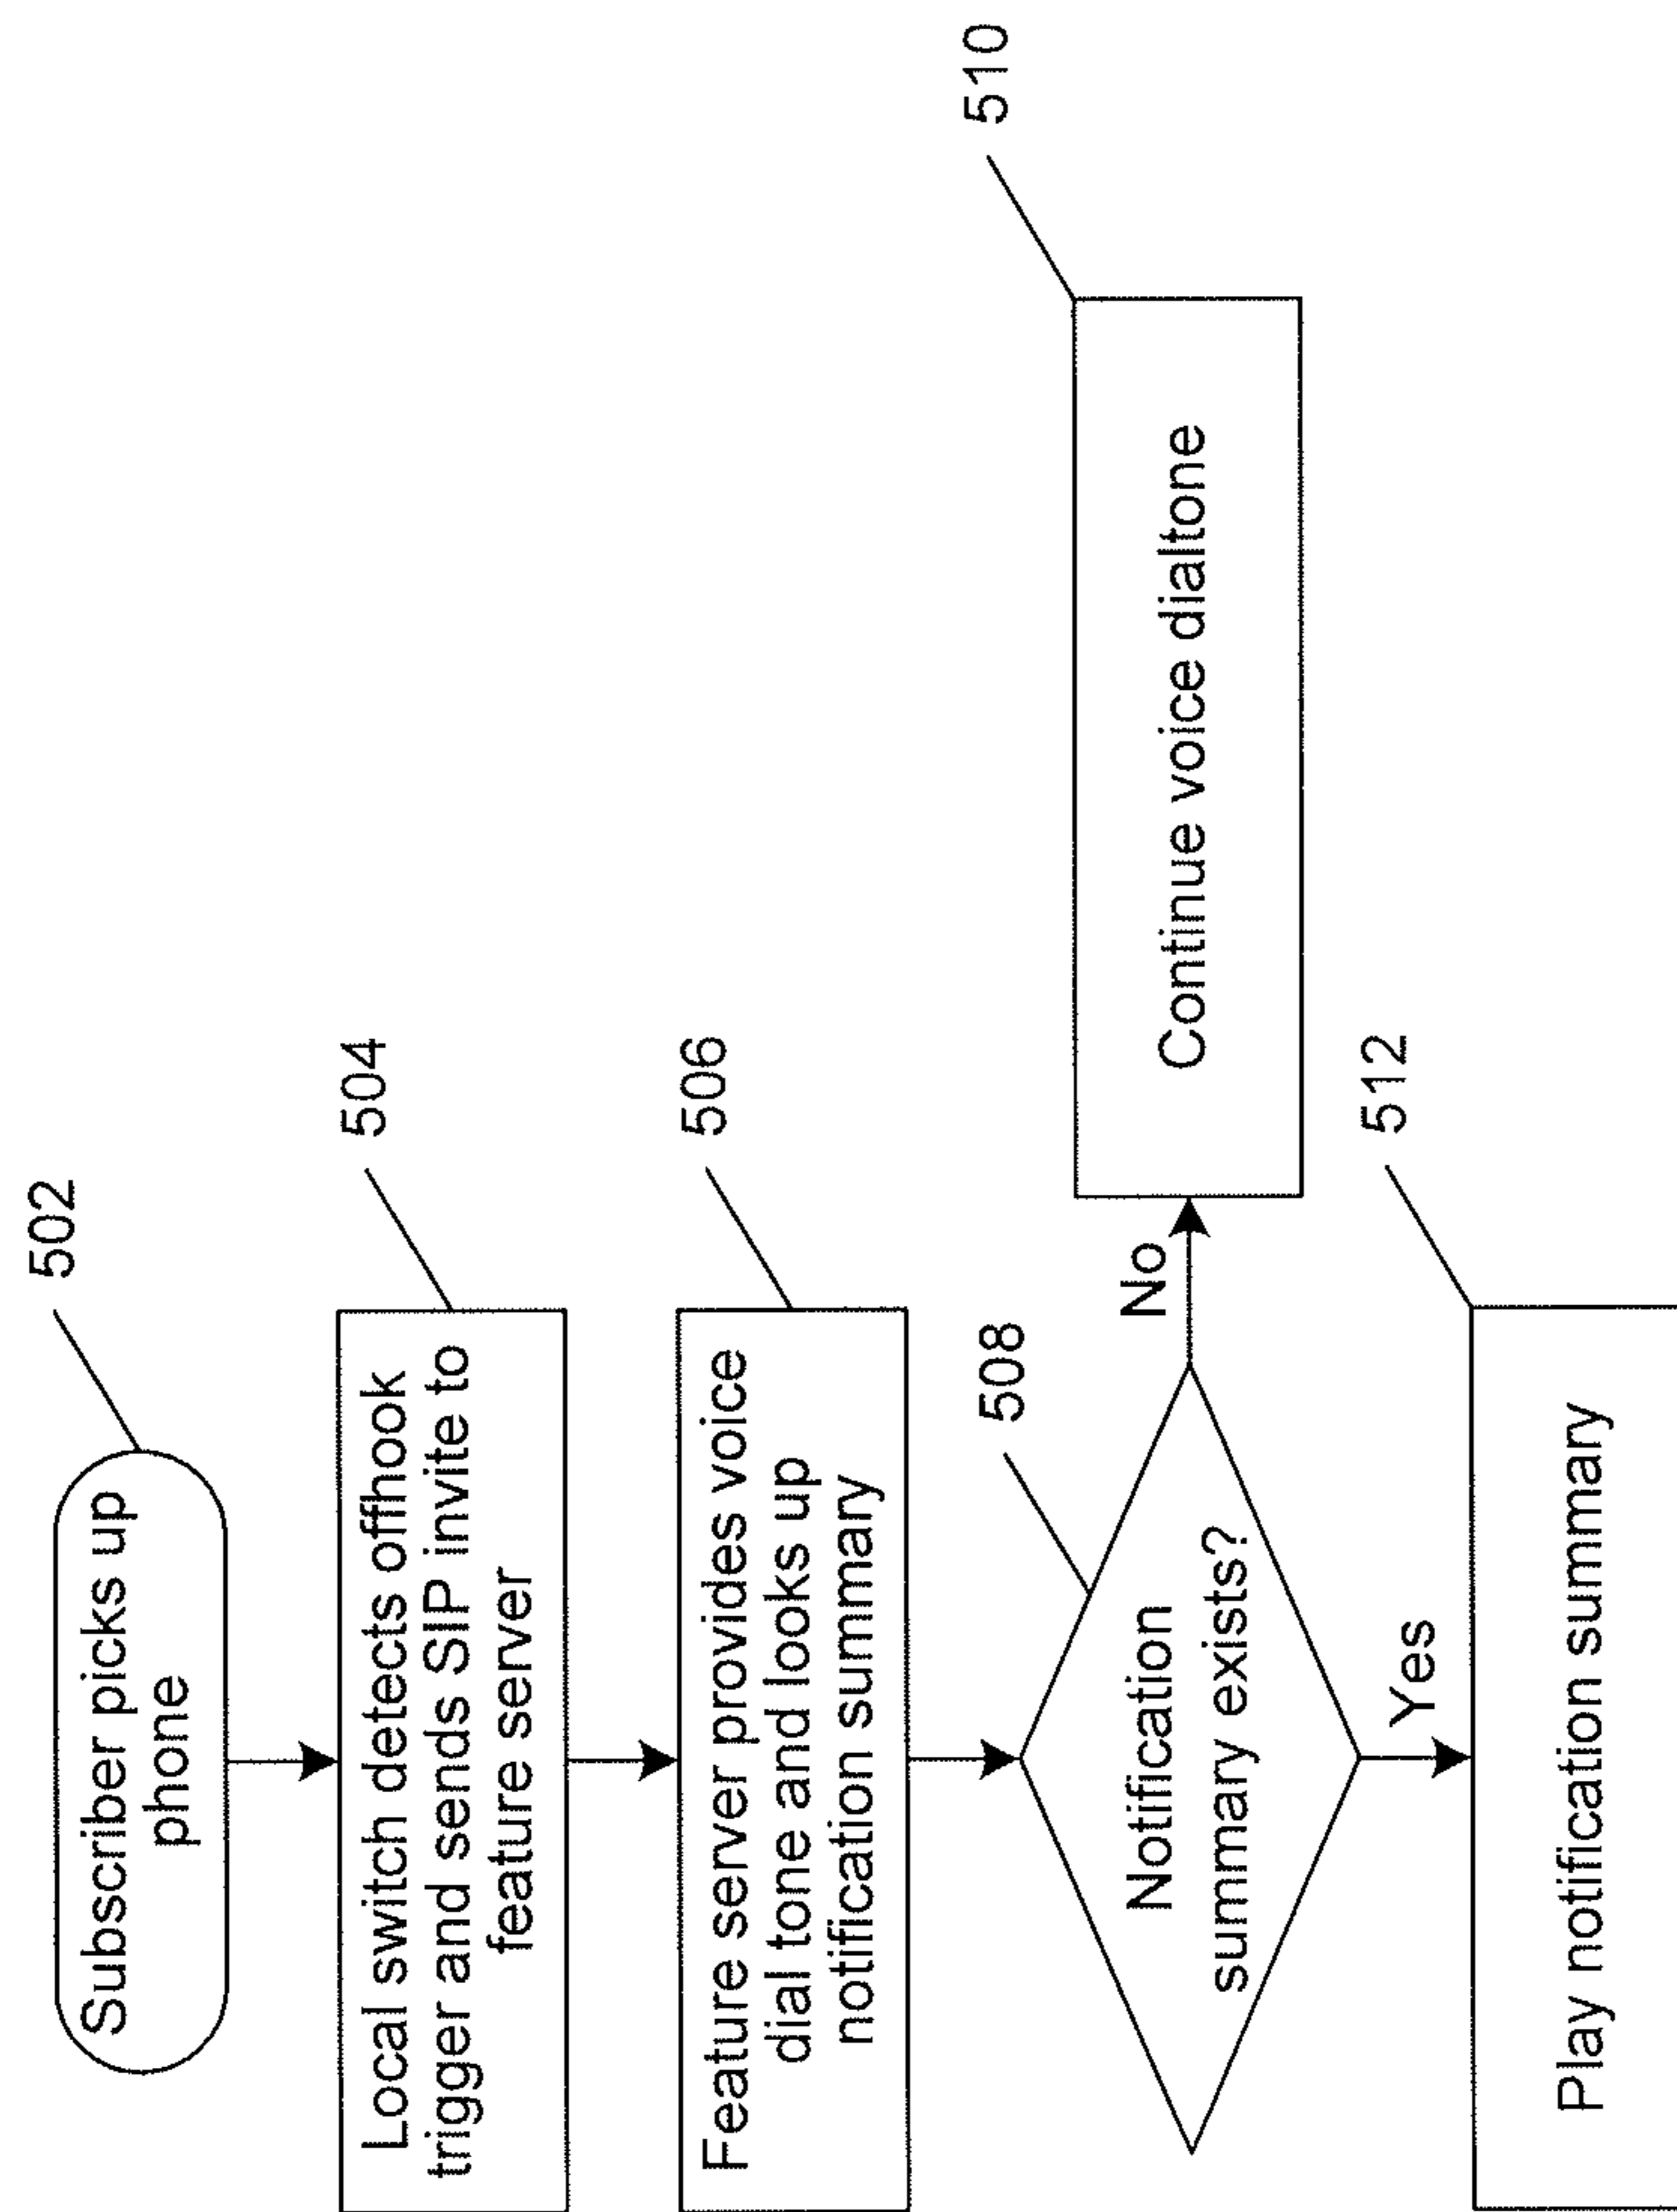 502
Subscriber picks up
phone
504
Local switch detects offhook
trigger and sends SIP invite to
feature server
506
Feature server provides voice
dial tone and looks up
notification summary
508
Notification
summary exists?
No
510
Continue voice dialtone
Yes
512
Play notification summary